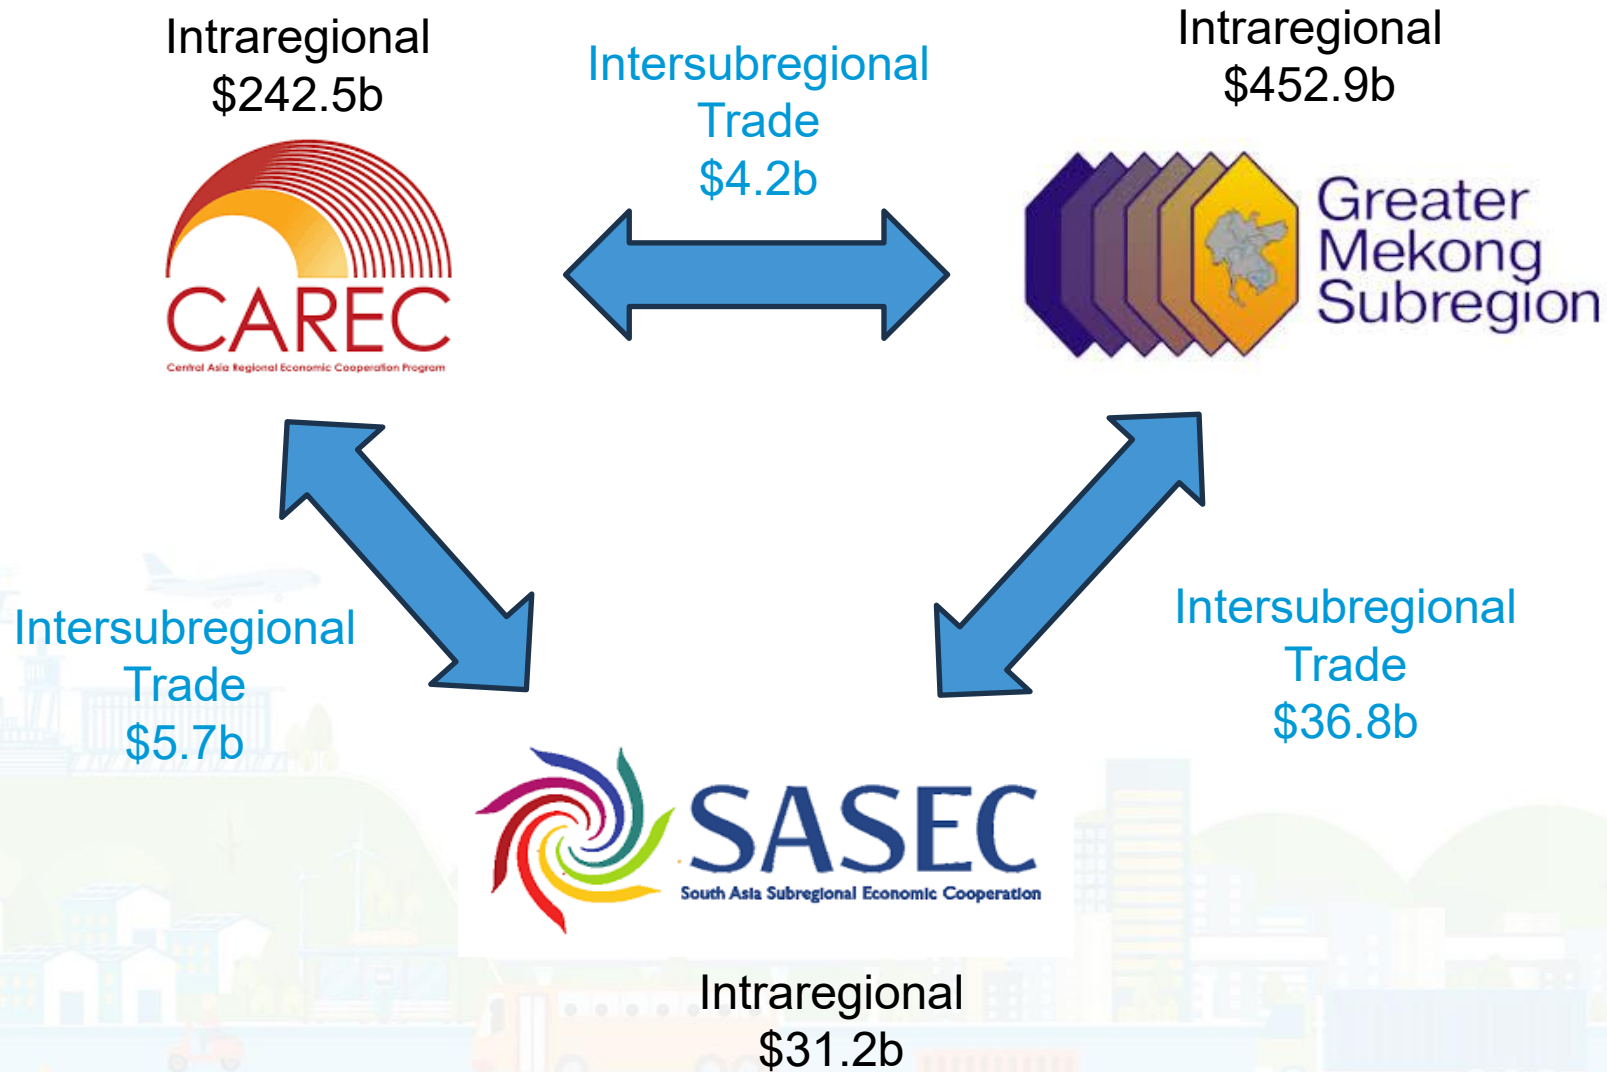 Intraregional
$242.5b
Intersubregional
Trade
$4.2b
Intraregional
$452.9b
CAREC
Central Asia Regional Economic Cooperation Program
Greater
Mekong
Subregion
Intersubregional
Trade
$5.7b
Intersubregional
Trade
$36.8b
SASEC
South Asia Subregional Economic Cooperation
Intraregional
$31.2b